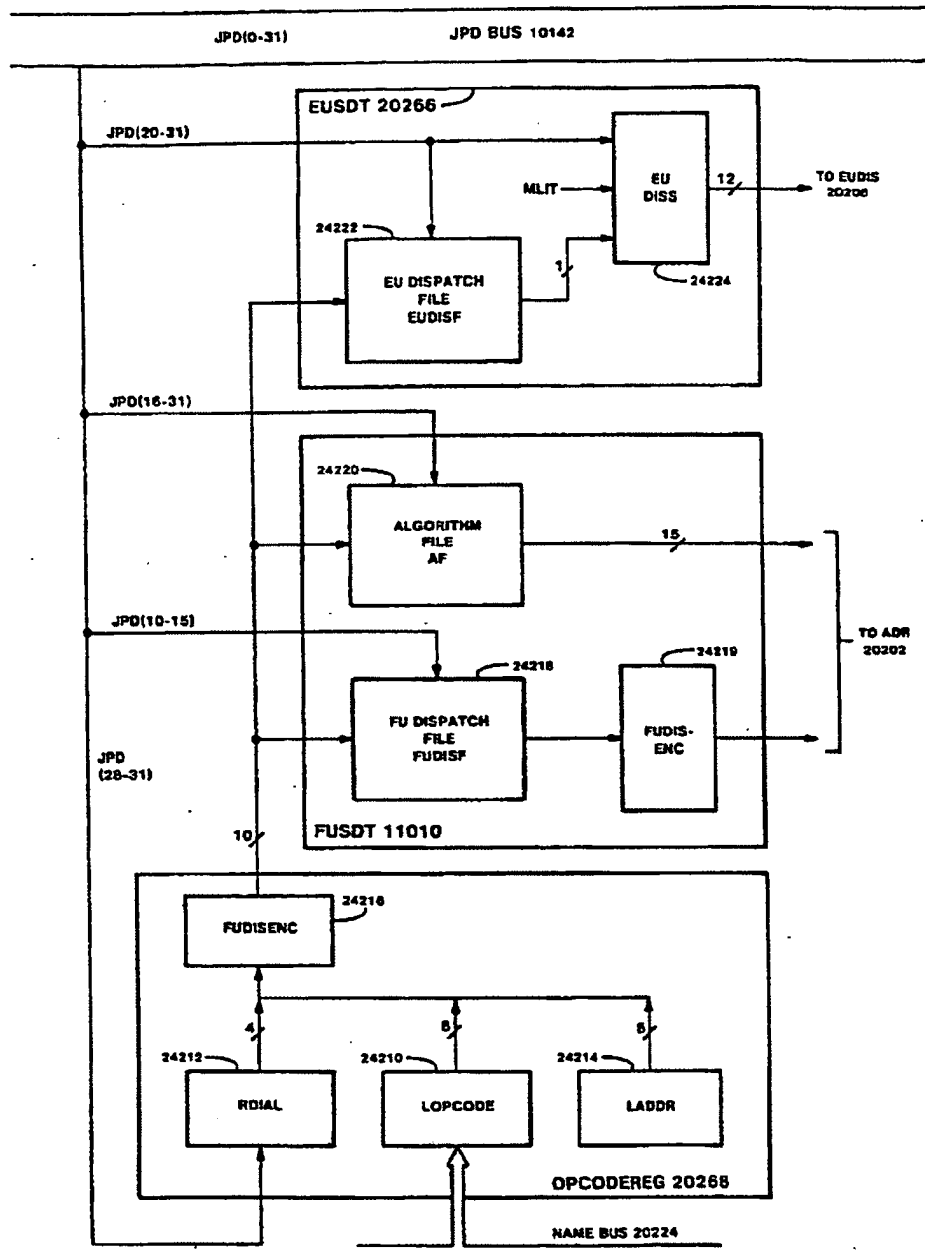 JPD(0-31)
JPD BUS 10142
EUSDT 20266
JPD(20-31)
MLIT
EU
DISS
12
TO EUDIS
20206
24222
24224
EU DISPATCH
FILE
EUDISF
1
JPD(16-31)
24220
ALGORITHM
FILE
AF
15
JPD(10-15)
24218
24219
TO ADR
20202
FU DISPATCH
FILE
FUDISF
FUDIS-
ENC
JPD
(28-31)
FUSDT 11010
10
FUDISENC
24216
4
8
8
24212
24210
24214
RDIAL
LOPCODE
LADDR
OPCODEREG 20268
NAME BUS 20224